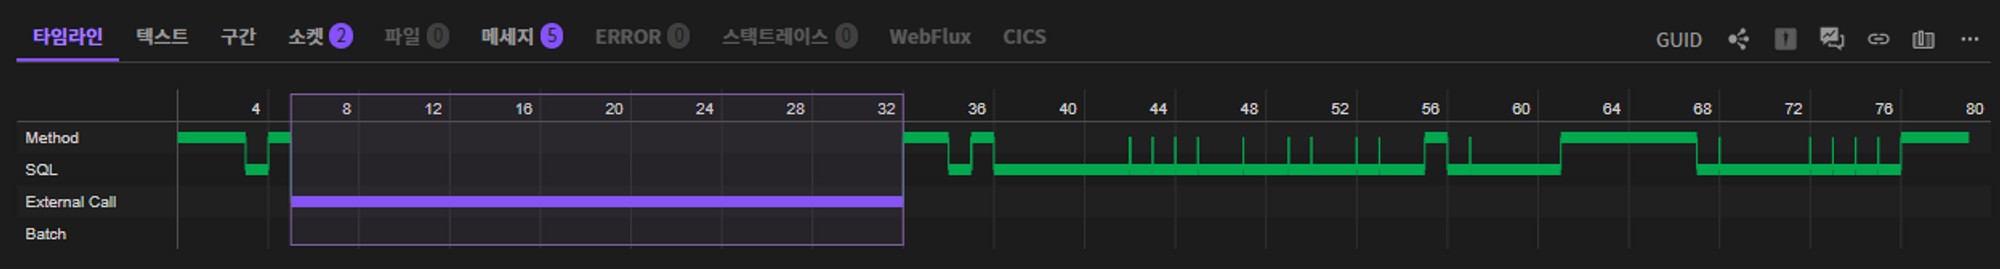 타임라인 텍스트 구간 소켓 2 파일 0 메세지 5 ERROR 0 스택트레이스 0 WebFlux CICS GUID
4 8 12 16 20 24 28 32 36 40 44 48 52 56 60 64 68 72 76 80
Method
SQL
External Call
Batch